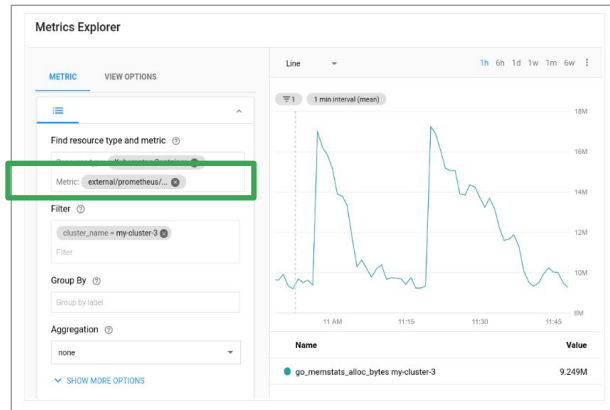 Metrics Explorer
METRIC VIEW OPTIONS
Find resource type and metric
Metric: external/prometheus/...
Filter
cluster_name = my-cluster-3
Filter
Group By
Group by label
Aggregation
none
SHOW MORE OPTIONS
Line 1h 6h 1d 1w 1m 6w
1 1 min interval (mean)
18M
16M
14M
12M
10M
8M
11 AM 11:15 11:30 11:45
Name Value
go_memstats_alloc_bytes my-cluster-3 9.249M